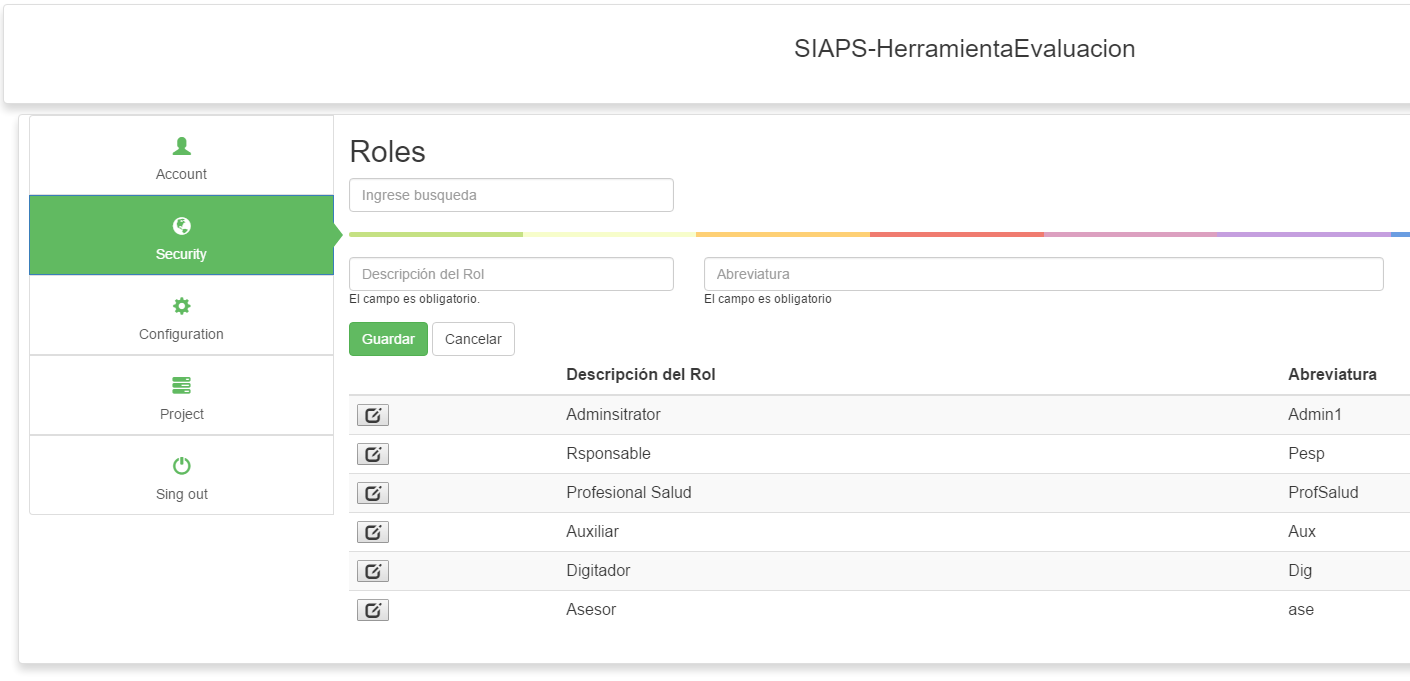 SIAPS-HerramientaEvaluacion
Account
Security
Configuration
Project
Sing out
Roles
Ingrese busqueda
Descripción del Rol Abreviatura
El campo es obligatorio. El campo es obligatorio
Guardar Cancelar
Descripción del Rol Abreviatura
Adminsitrator Admin1
Rsponsable Pesp
Profesional Salud ProfSalud
Auxiliar Aux
Digitador Dig
Asesor ase